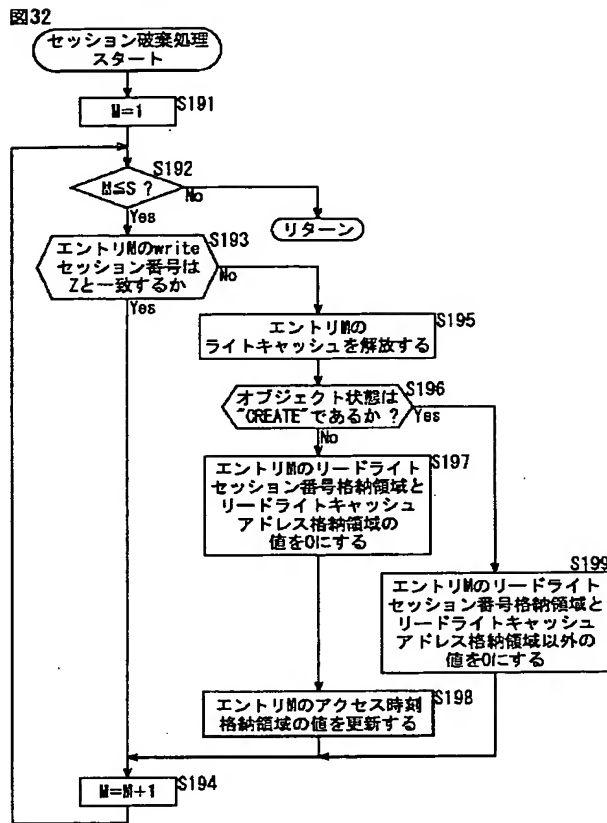 図32
セッション破棄処理
スタート
M=1
S191
S192
M≦S ?
No
Yes
リターン
S193
エントリMのwrite
セッション番号は
Zと一致するか
No
Yes
S195
エントリMの
ライトキャッシュを解放する
S196
オブジェクト状態は
"CREATE"であるか ?
Yes
No
S197
エントリMのリードライト
セッション番号格納領域と
リードライトキャッシュ
アドレス格納領域の
値を0にする
S199
エントリMのリードライト
セッション番号格納領域と
リードライトキャッシュ
アドレス格納領域以外の
値を0にする
S198
エントリMのアクセス時刻
格納領域の値を更新する
S194
M=M+1